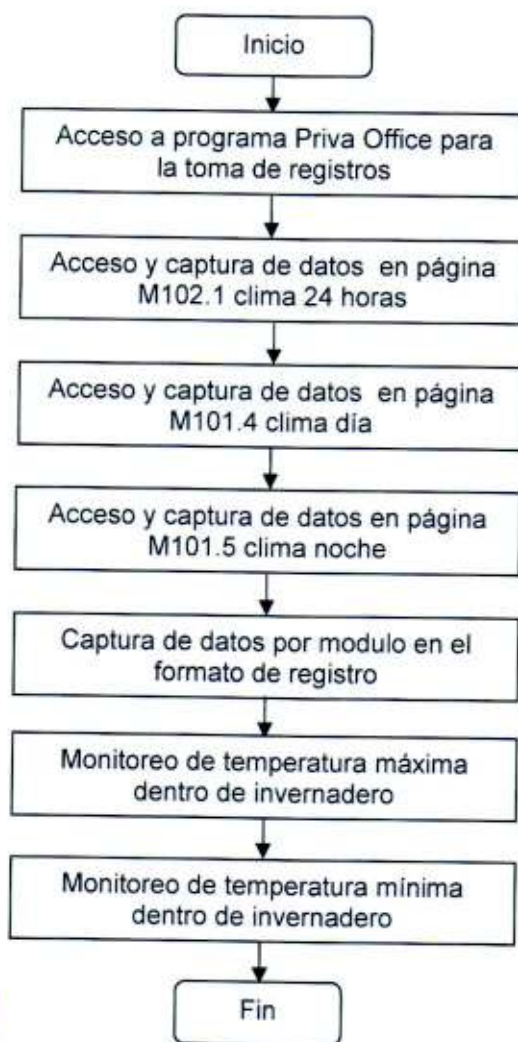 Inicio
Acceso a programa Priva Office para
la toma de registros
Acceso y captura de datos en página
M102.1 clima 24 horas
Acceso y captura de datos en página
M101.4 clima día
Acceso y captura de datos en página
M101.5 clima noche
Captura de datos por modulo en el
formato de registro
Monitoreo de temperatura máxima
dentro de invernadero
Monitoreo de temperatura mínima
dentro de invernadero
Fin